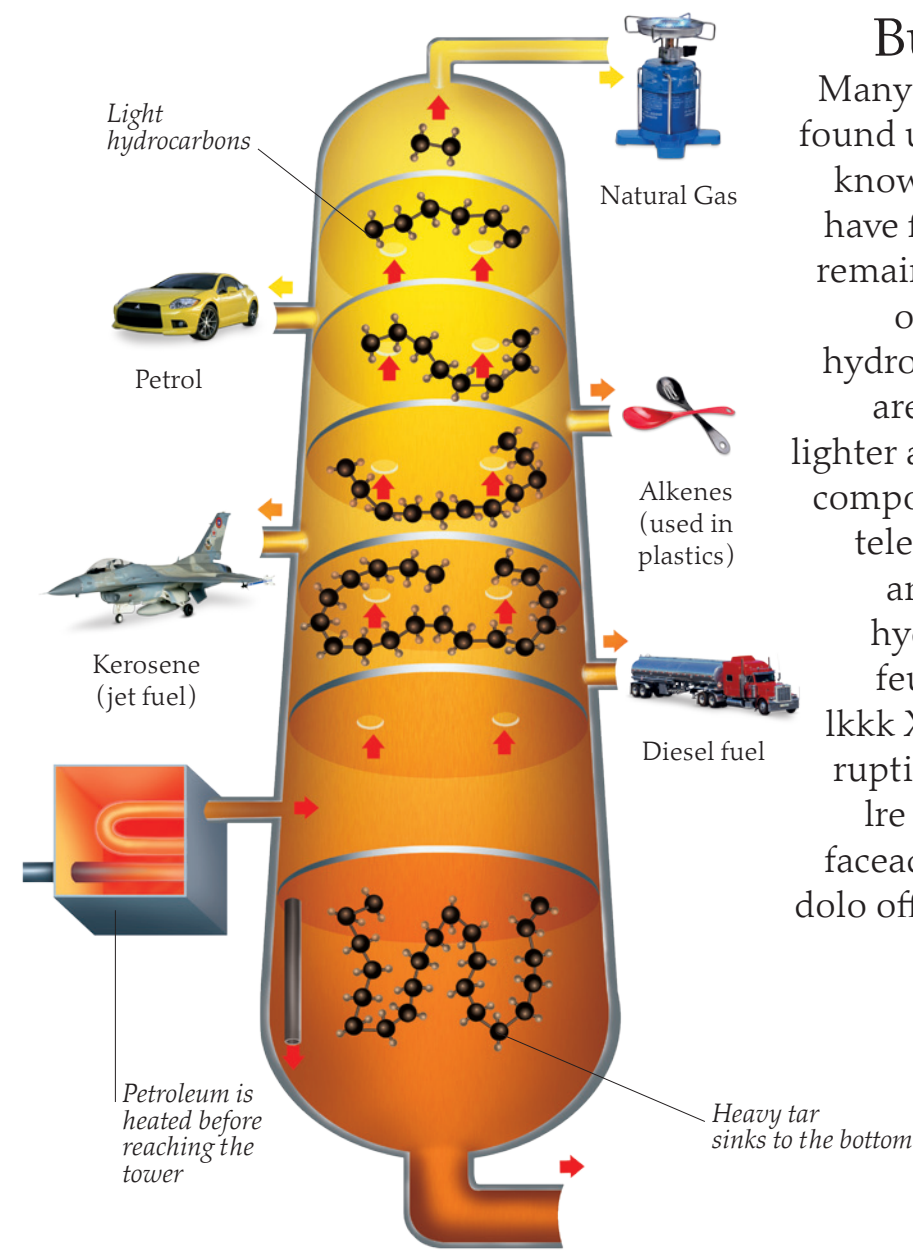 Light
hydrocarbons
Natural Gas
Petrol
Alkenes
(used in
plastics)
Kerosene
(jet fuel)
Diesel fuel
Petroleum is
heated before
reaching the
tower
Heavy tar
sinks to the bottom
Bu
Many
found u
know
have f
remain
o
hydro
are
lighter a
compo
tele
an
hy
feu
lkkk X
rupti
lre
faceac
dolo off